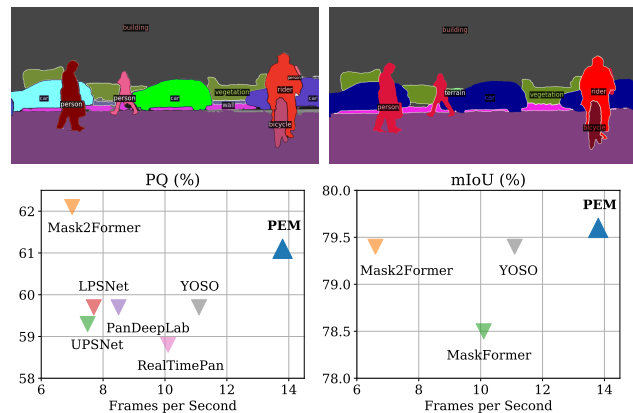 building
car
person
person
car
vegetation
wall
person
rider
car
bicycle
building
person
terrain
car
vegetation
rider
bicycle
PQ (%)
62
61
60
59
58
6
8
10
12
14
Mask2Former
PEM
LPSNet
YOSO
PanDeepLab
UPSNet
RealTimePan
Frames per Second
mIoU (%)
80.0
79.5
79.0
78.5
78.0
6
8
10
12
14
PEM
Mask2Former
YOSO
MaskFormer
Frames per Second